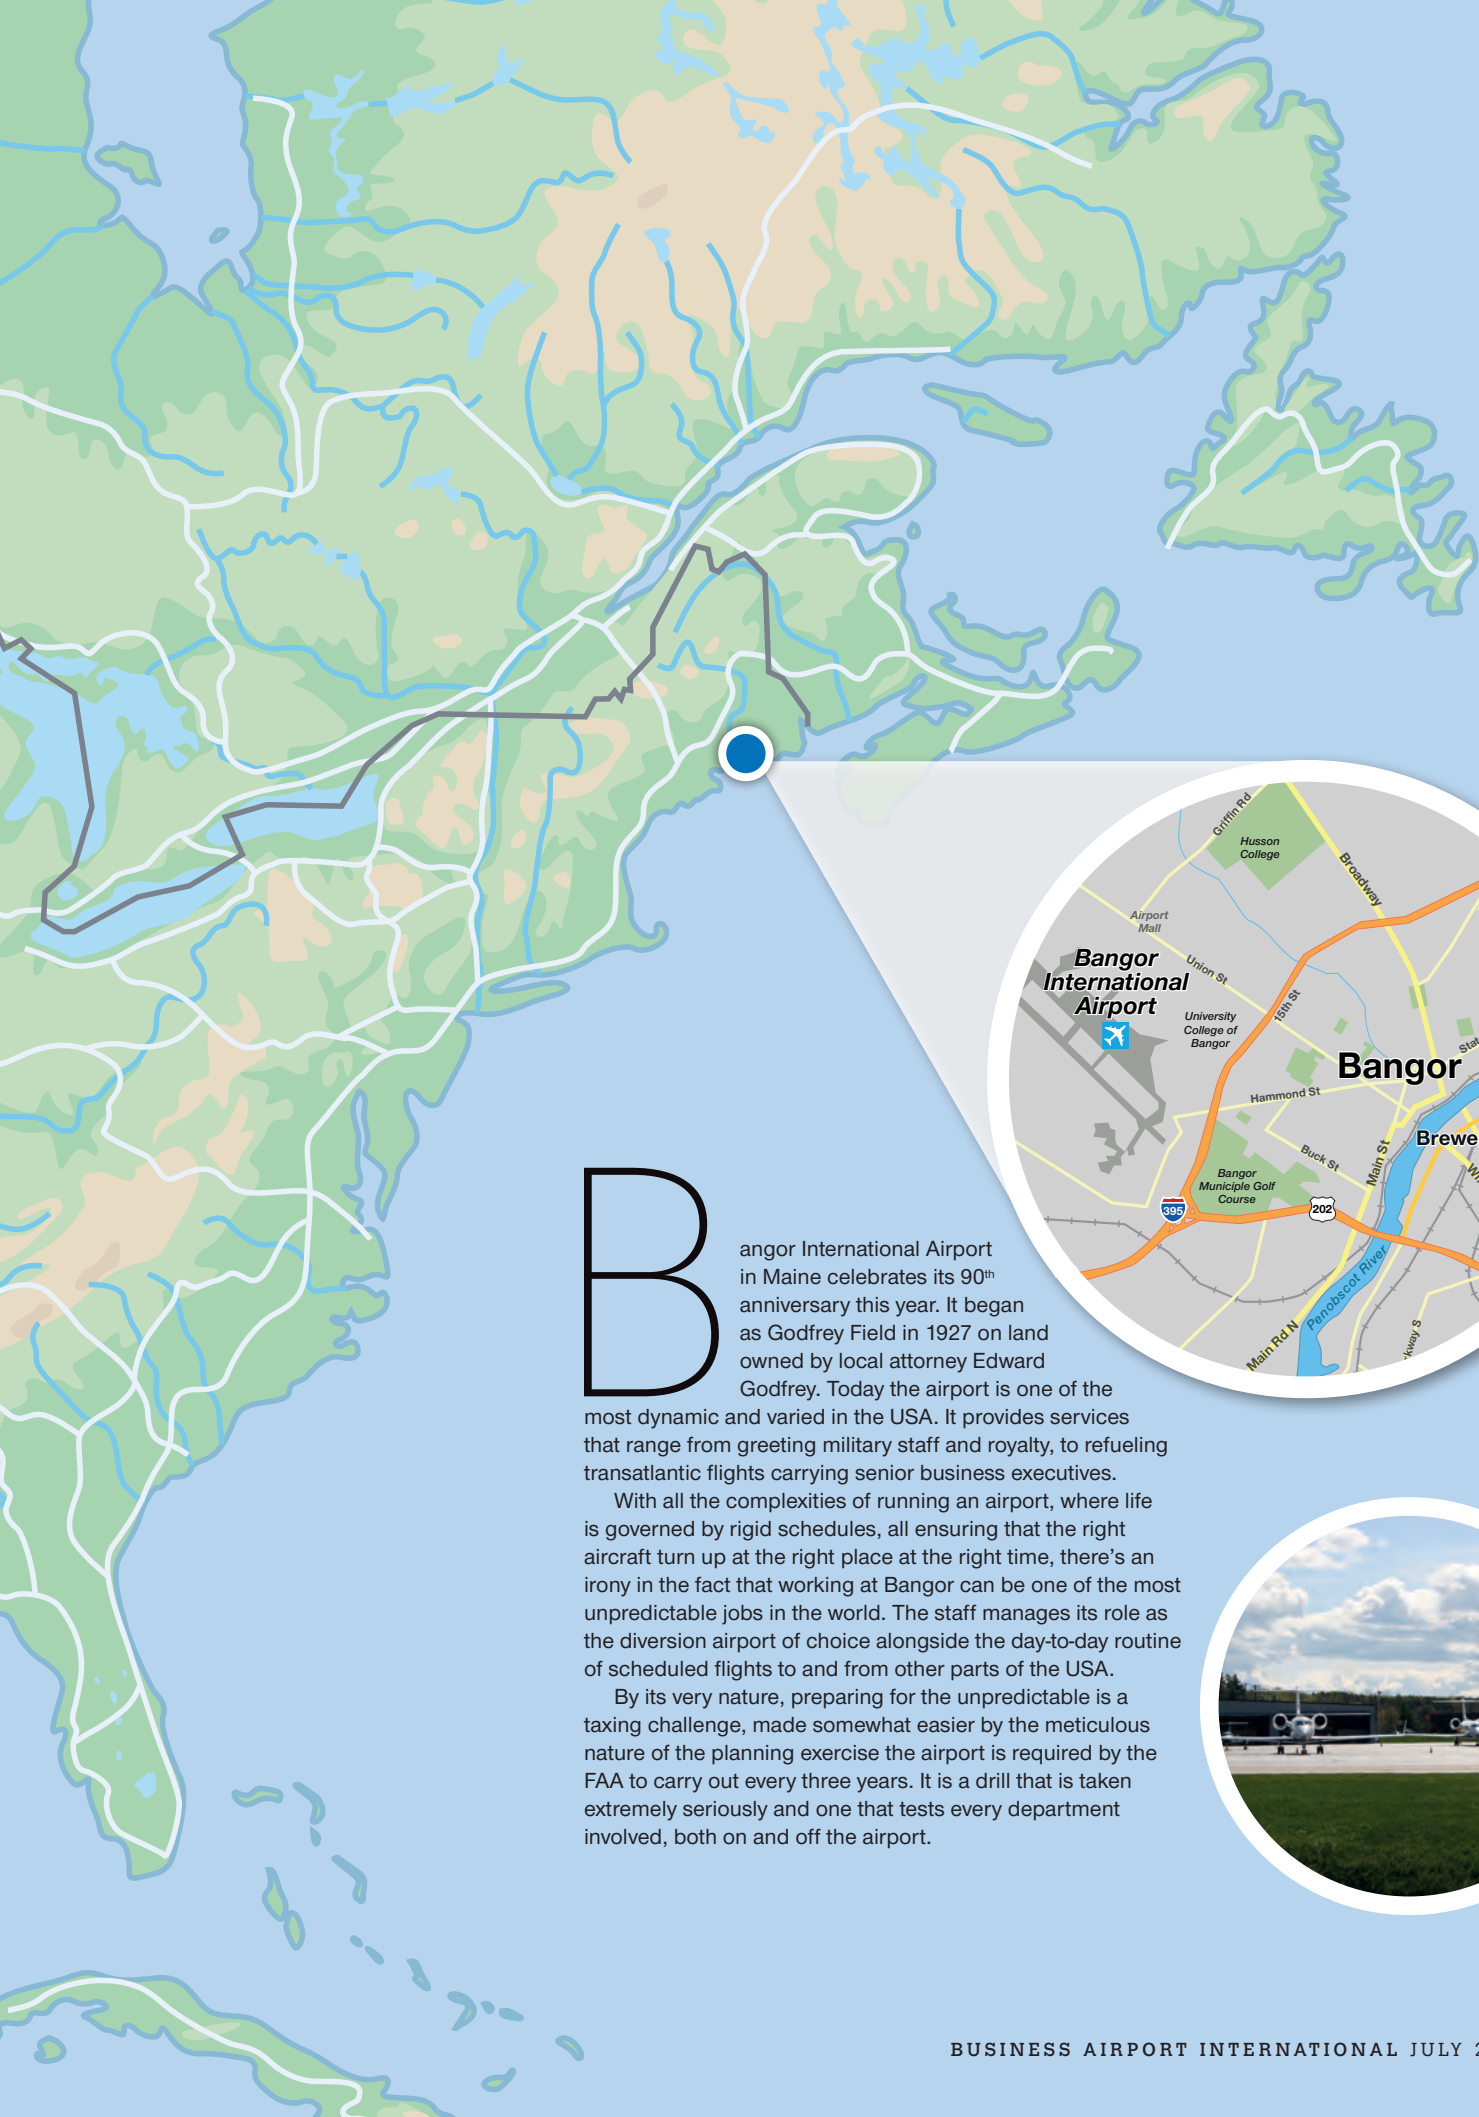 Griffin Rd
Husson
College
Broadway
Airport
Mall
Bangor
International
Airport
Union St
15th St
University
College of
Bangor
Bangor
Hammond St
Buck St
Main St
Bangor
Municiple Golf
Course
395
202
Penobscot River
Main Rd N
Bangor International Airport
in Maine celebrates its 90th
anniversary this year. It began
as Godfrey Field in 1927 on land
owned by local attorney Edward
Godfrey. Today the airport is one of the
most dynamic and varied in the USA. It provides services
that range from greeting military staff and royalty, to refueling
transatlantic flights carrying senior business executives.
With all the complexities of running an airport, where life
is governed by rigid schedules, all ensuring that the right
aircraft turn up at the right place at the right time, there's an
irony in the fact that working at Bangor can be one of the most
unpredictable jobs in the world. The staff manages its role as
the diversion airport of choice alongside the day-to-day routine
of scheduled flights to and from other parts of the USA.
By its very nature, preparing for the unpredictable is a
taxing challenge, made somewhat easier by the meticulous
nature of the planning exercise the airport is required by the
FAA to carry out every three years. It is a drill that is taken
extremely seriously and one that tests every department
involved, both on and off the airport.
BUSINESS AIRPORT INTERNATIONAL JULY